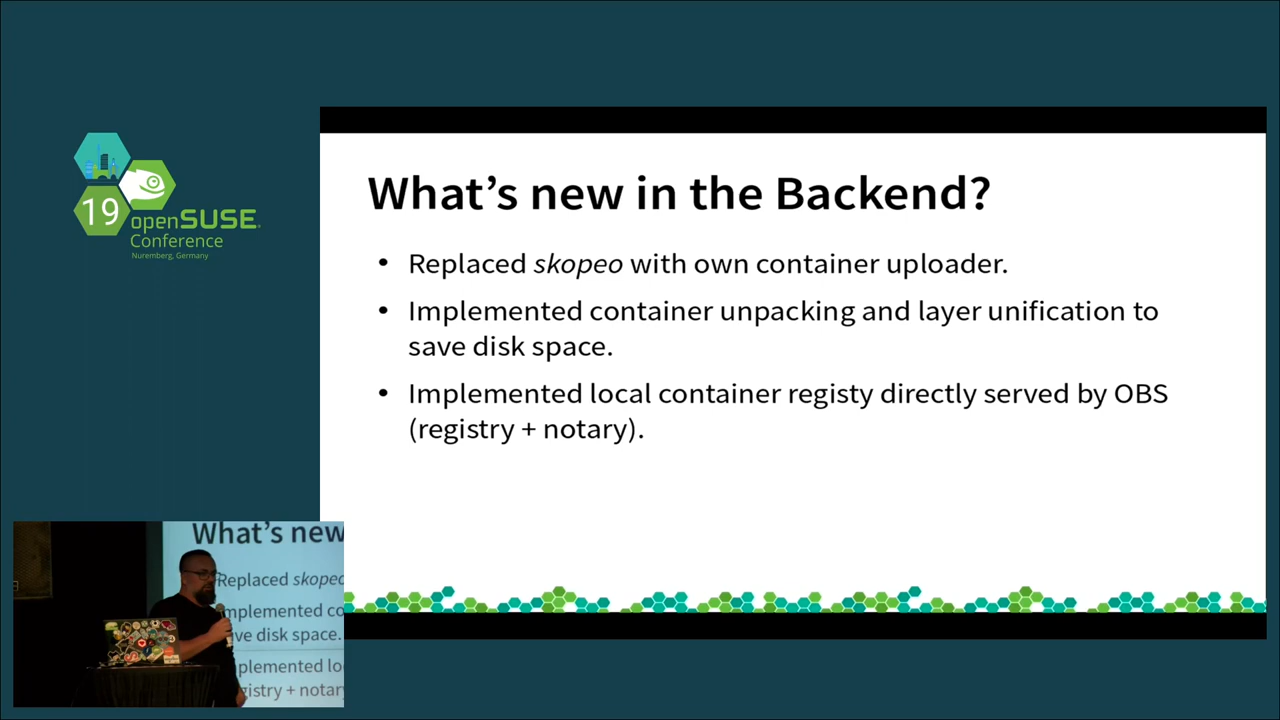 19
openSUSE
Conference
Nuremberg, Germany
What's new in the Backend?
• Replaced skopeo with own container uploader.
• Implemented container unpacking and layer unification to
save disk space.
• Implemented local container registy directly served by OBS
(registry + notary).
What's new
Replaced skopeo
mplemented co
ve disk space.
plemented lo
gistry + notar